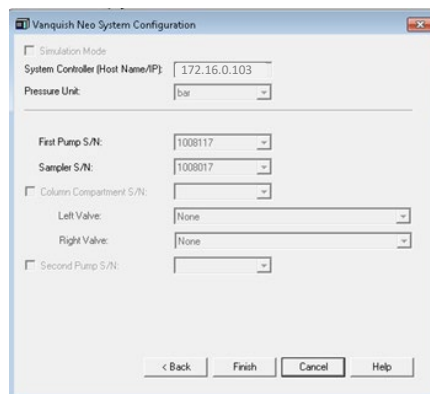 Vanquish Neo System Configuration
Simulation Mode
System Controller (Host Name/IP): 172.16.0.103
Pressure Unit: bar
First Pump S/N: 1008117
Sampler S/N: 1008017
Column Compartment S/N:
Left Valve: None
Right Valve: None
Second Pump S/N:
< Back Finish Cancel Help